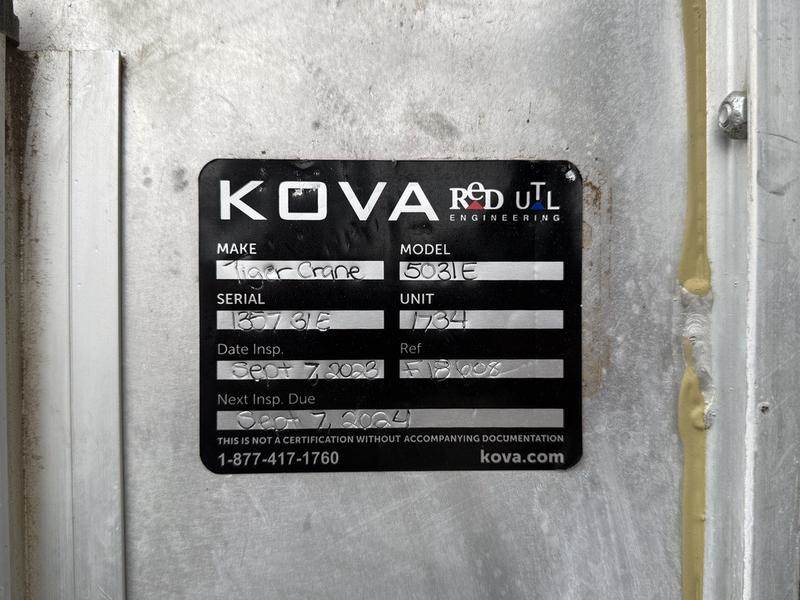 KOVA ReD UTL
ENGINEERING
MAKE MODEL
Tiger Crane 5031E
SERIAL UNIT
135731E 1734
Date Insp. Ref
Sept 7, 2023 F18608
Next Insp. Due
Sept 7, 2024
THIS IS NOT A CERTIFICATION WITHOUT ACCOMPANYING DOCUMENTATION
1-877-417-1760 kova.com